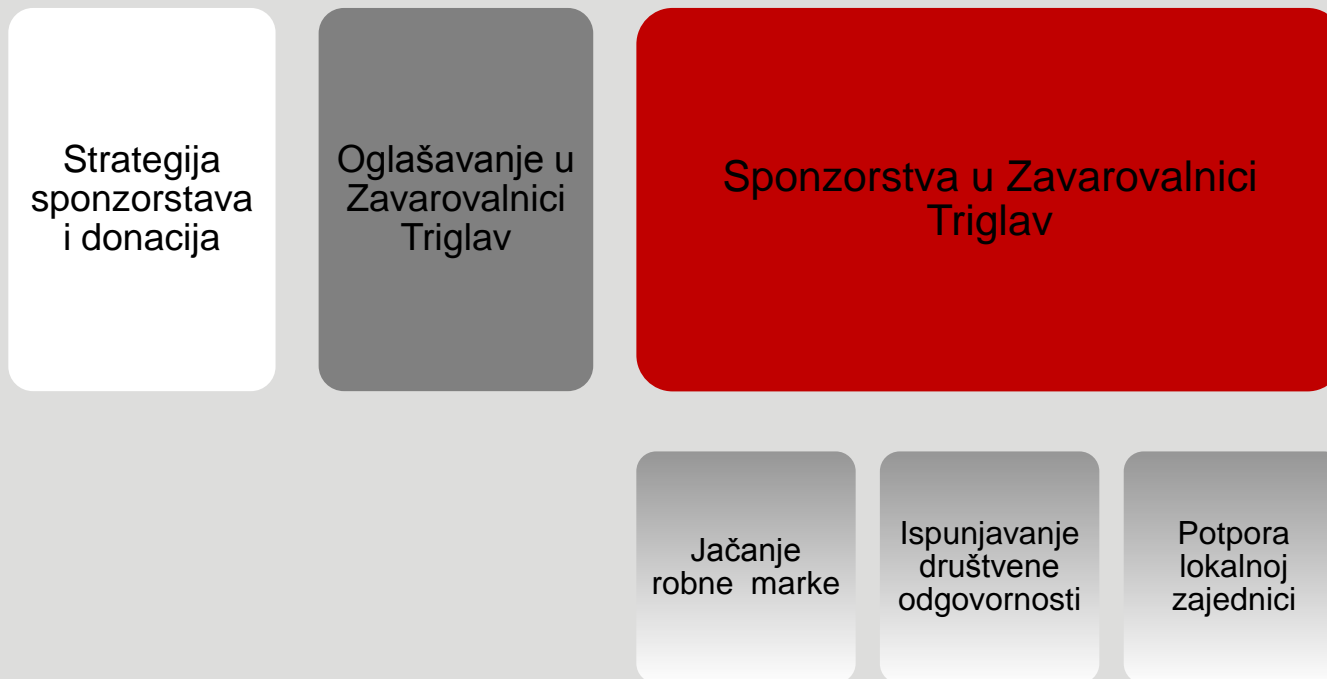 Strategija
sponzorstava
i donacija
Oglašavanje u
Zavarovalnici
Triglav
Sponzorstva u Zavarovalnici
Triglav
Jačanje
robne  marke
Ispunjavanje
društvene
odgovornosti
Potpora
lokalnoj
zajednici